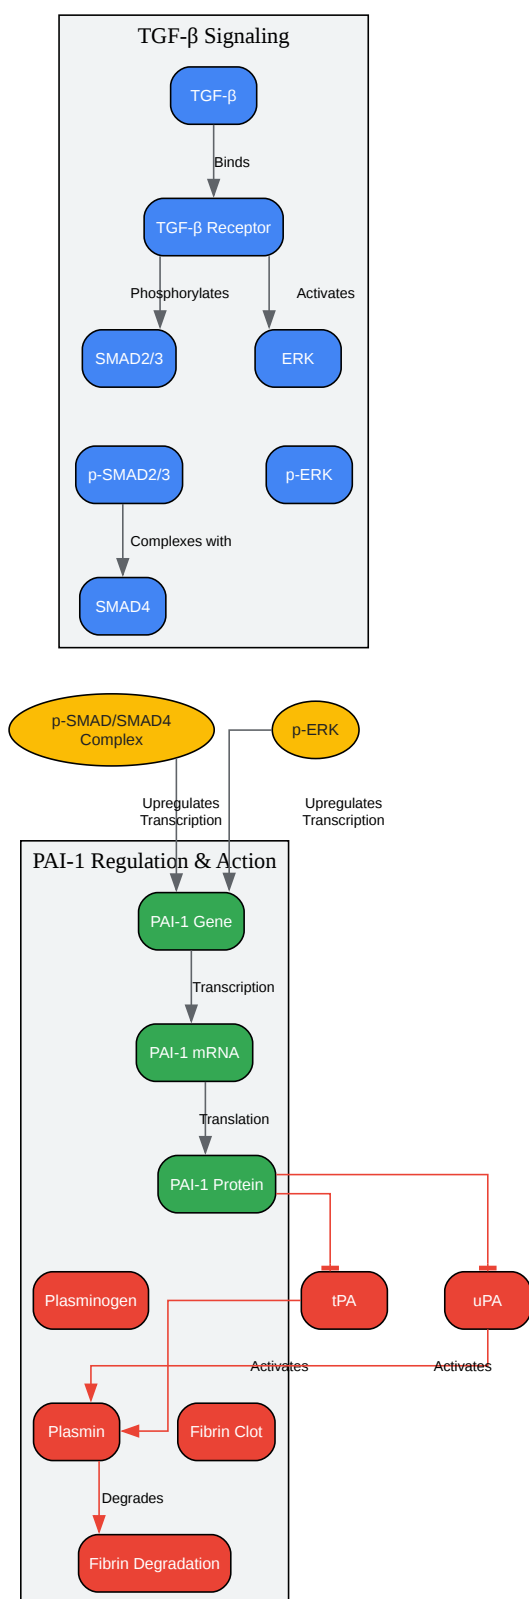 TGF-β Signaling
TGF-β
Binds
TGF-β Receptor
Phosphorylates
Activates
SMAD2/3
ERK
p-SMAD2/3
p-ERK
Complexes with
SMAD4
p-SMAD/SMAD4
Complex
p-ERK
Upregulates
Transcription
Upregulates
Transcription
PAI-1 Regulation & Action
PAI-1 Gene
Transcription
PAI-1 mRNA
Translation
PAI-1 Protein
Plasminogen
tPA
uPA
Activates
Activates
Plasmin
Fibrin Clot
Degrades
Fibrin Degradation